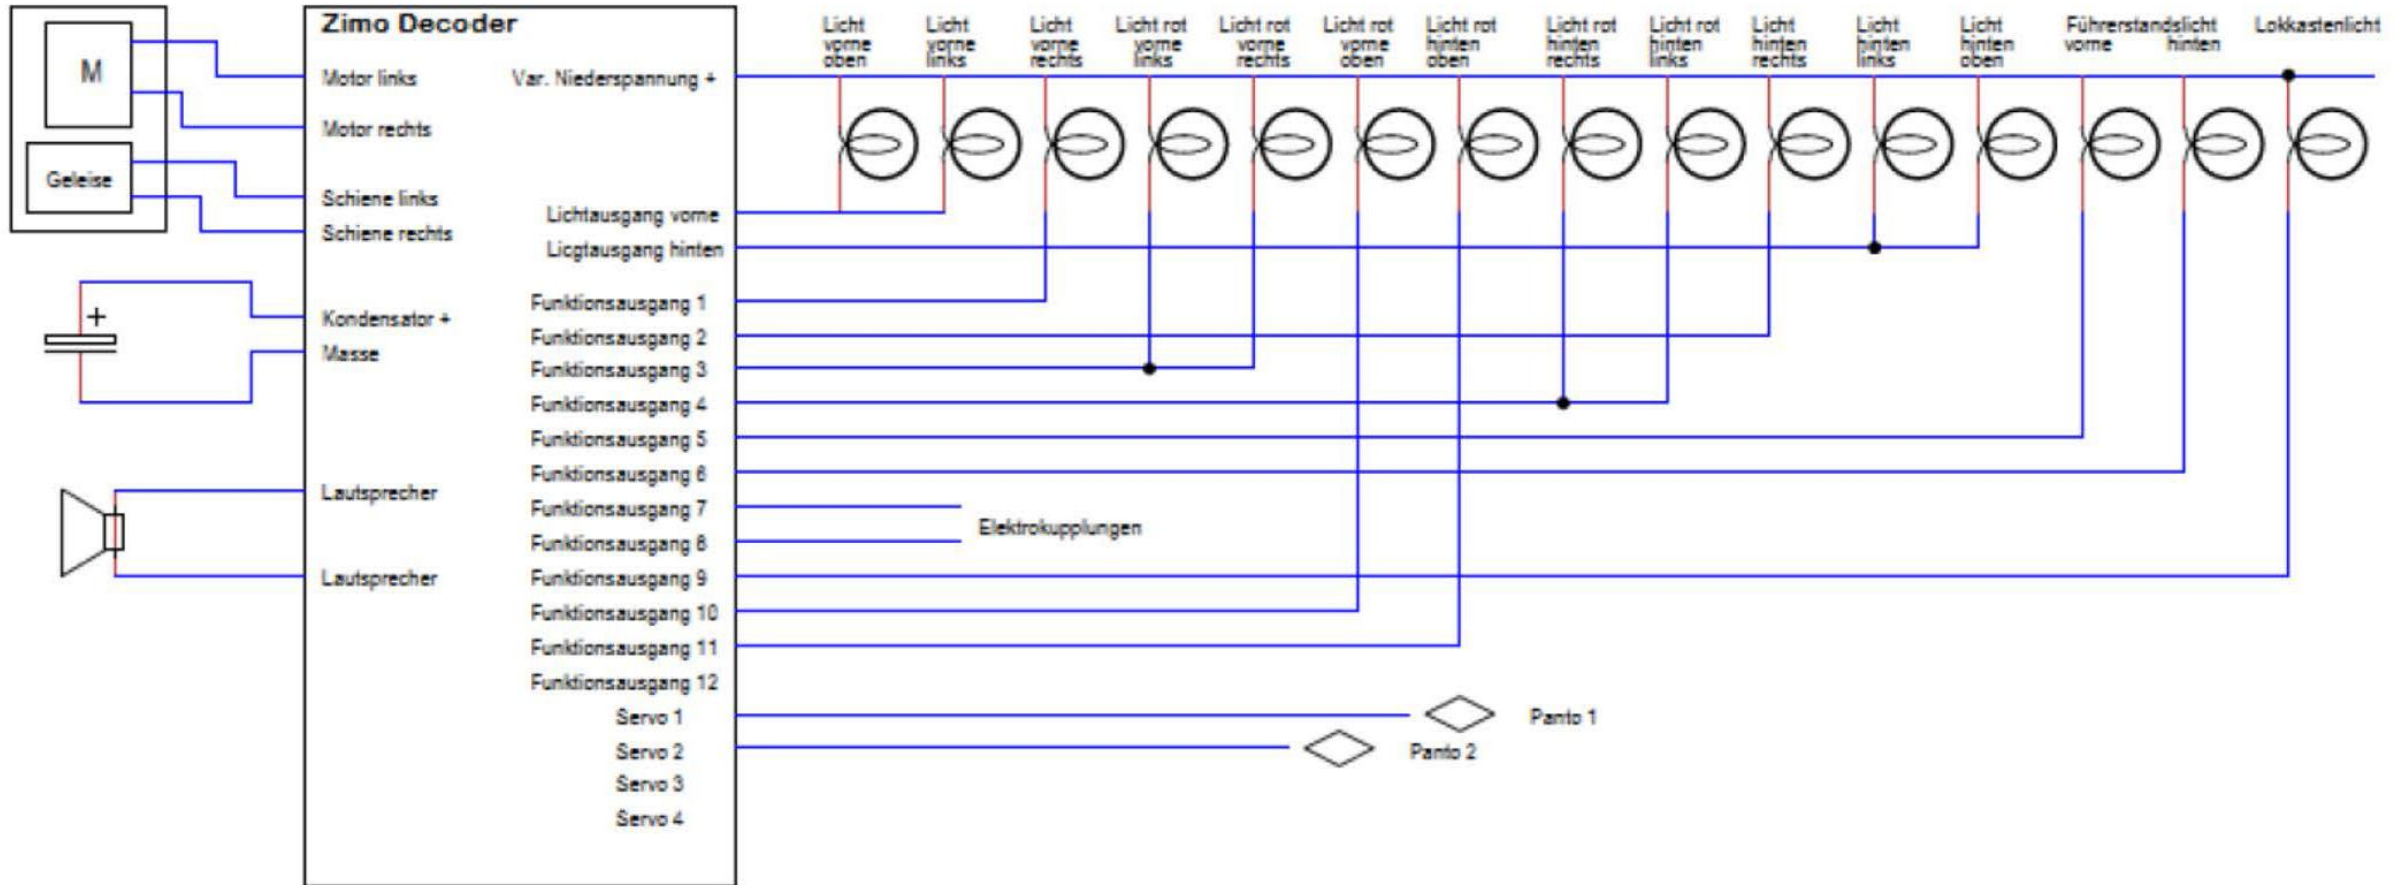 Zimo Decoder
M
Geleise
Motor links
Motor rechts
Schiene links
Schiene rechts
+
Kondensator +
Masse
Lautsprecher
Lautsprecher
Var. Niederspannung +
Lichtausgang vorne
Licgtausgang hinten
Funktionsausgang 1
Funktionsausgang 2
Funktionsausgang 3
Funktionsausgang 4
Funktionsausgang 5
Funktionsausgang 6
Funktionsausgang 7
Funktionsausgang 8
Funktionsausgang 9
Funktionsausgang 10
Funktionsausgang 11
Funktionsausgang 12
Servo 1
Servo 2
Servo 3
Servo 4
Licht
vorne
oben
Licht
vorne
links
Licht
vorne
rechts
Licht rot
vorne
links
Licht rot
vorne
rechts
Licht rot
vorne
oben
Licht rot
hinten
oben
Licht rot
hinten
rechts
Licht rot
hinten
links
Licht
hinten
rechts
Licht
hinten
links
Licht
hinten
oben
Führerstandslicht
vorne hinten
Lokkastenlicht
Elektrokupplungen
Panto 1
Panto 2